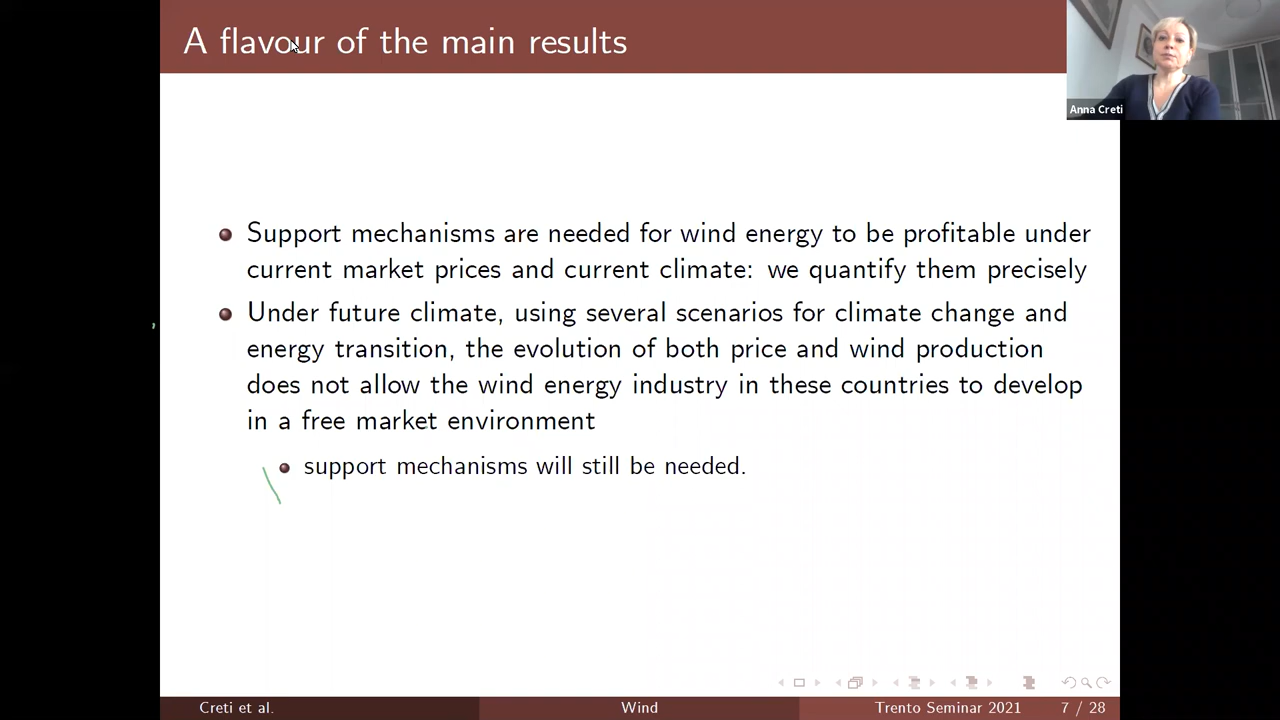 A flavour of the main results
Anna Creti
Support mechanisms are needed for wind energy to be profitable under
current market prices and current climate: we quantify them precisely
Under future climate, using several scenarios for climate change and
energy transition, the evolution of both price and wind production
does not allow the wind energy industry in these countries to develop
in a free market environment
support mechanisms will still be needed.
Creti et al.
Wind
Trento Seminar 2021
7 / 28